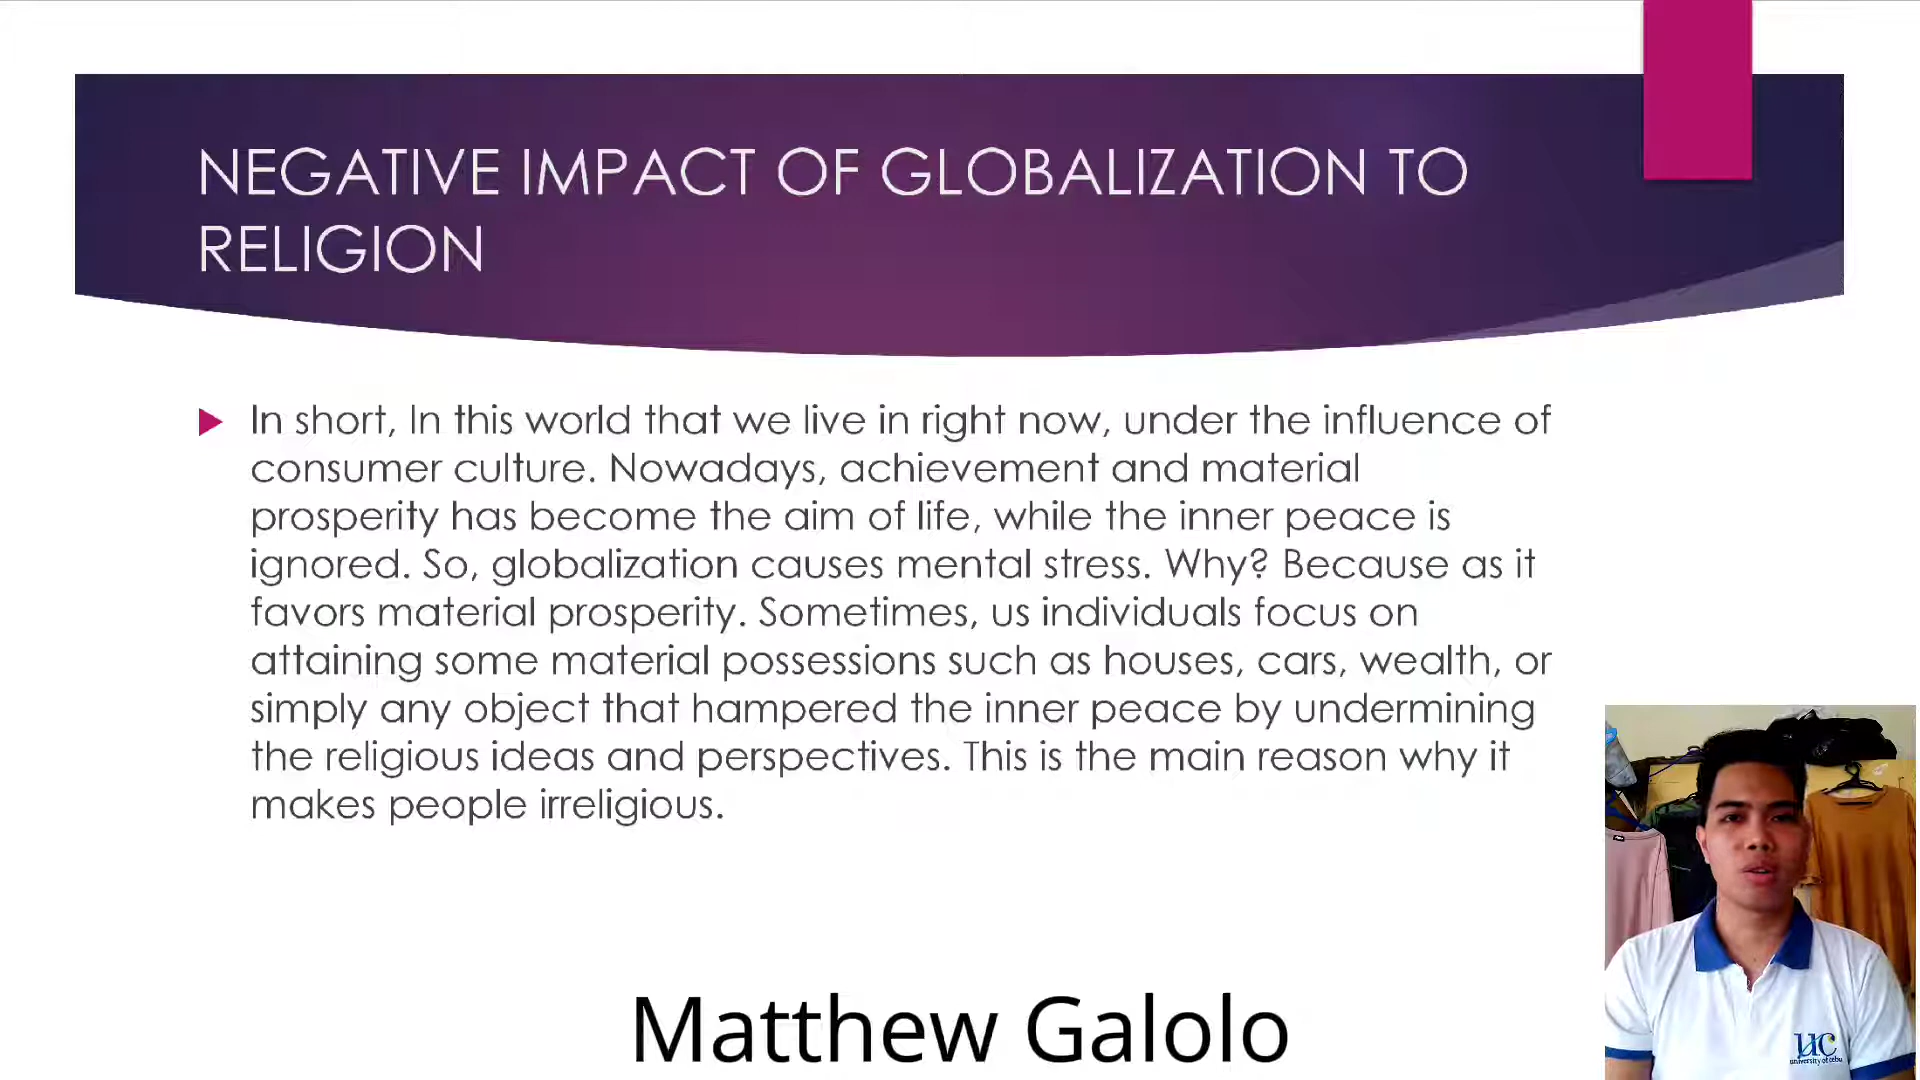 NEGATIVE IMPACT OF GLOBALIZATION TO
RELIGION
In short, In this world that we live in right now, under the influence of
consumer culture. Nowadays, achievement and material
prosperity has become the aim of life, while the inner peace is
ignored. So, globalization causes mental stress. Why? Because as it
favors material prosperity. Sometimes, us individuals focus on
attaining some material possessions such as houses, cars, wealth, or
simply any object that hampered the inner peace by undermining
the religious ideas and perspectives. This is the main reason why it
makes people irreligious.
Matthew Galolo
UC
university of cebu